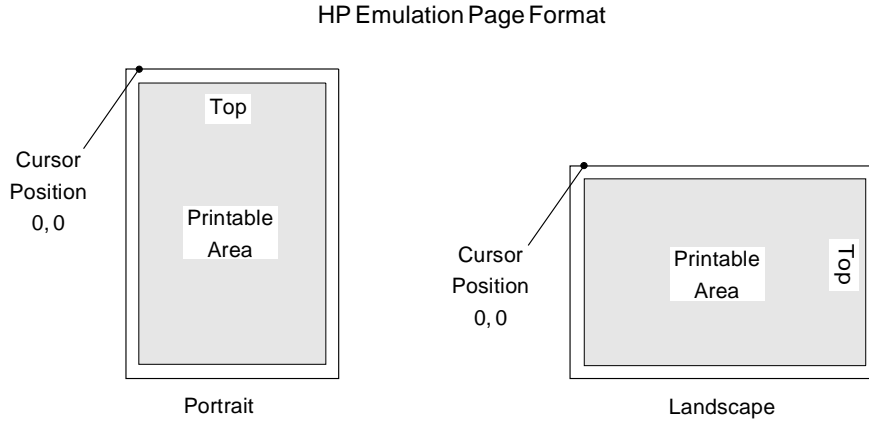 HP Emulation Page Format
Top
Cursor
Position
0, 0
Printable
Area
Portrait
Cursor
Position
0, 0
Printable
Area
Top
Landscape